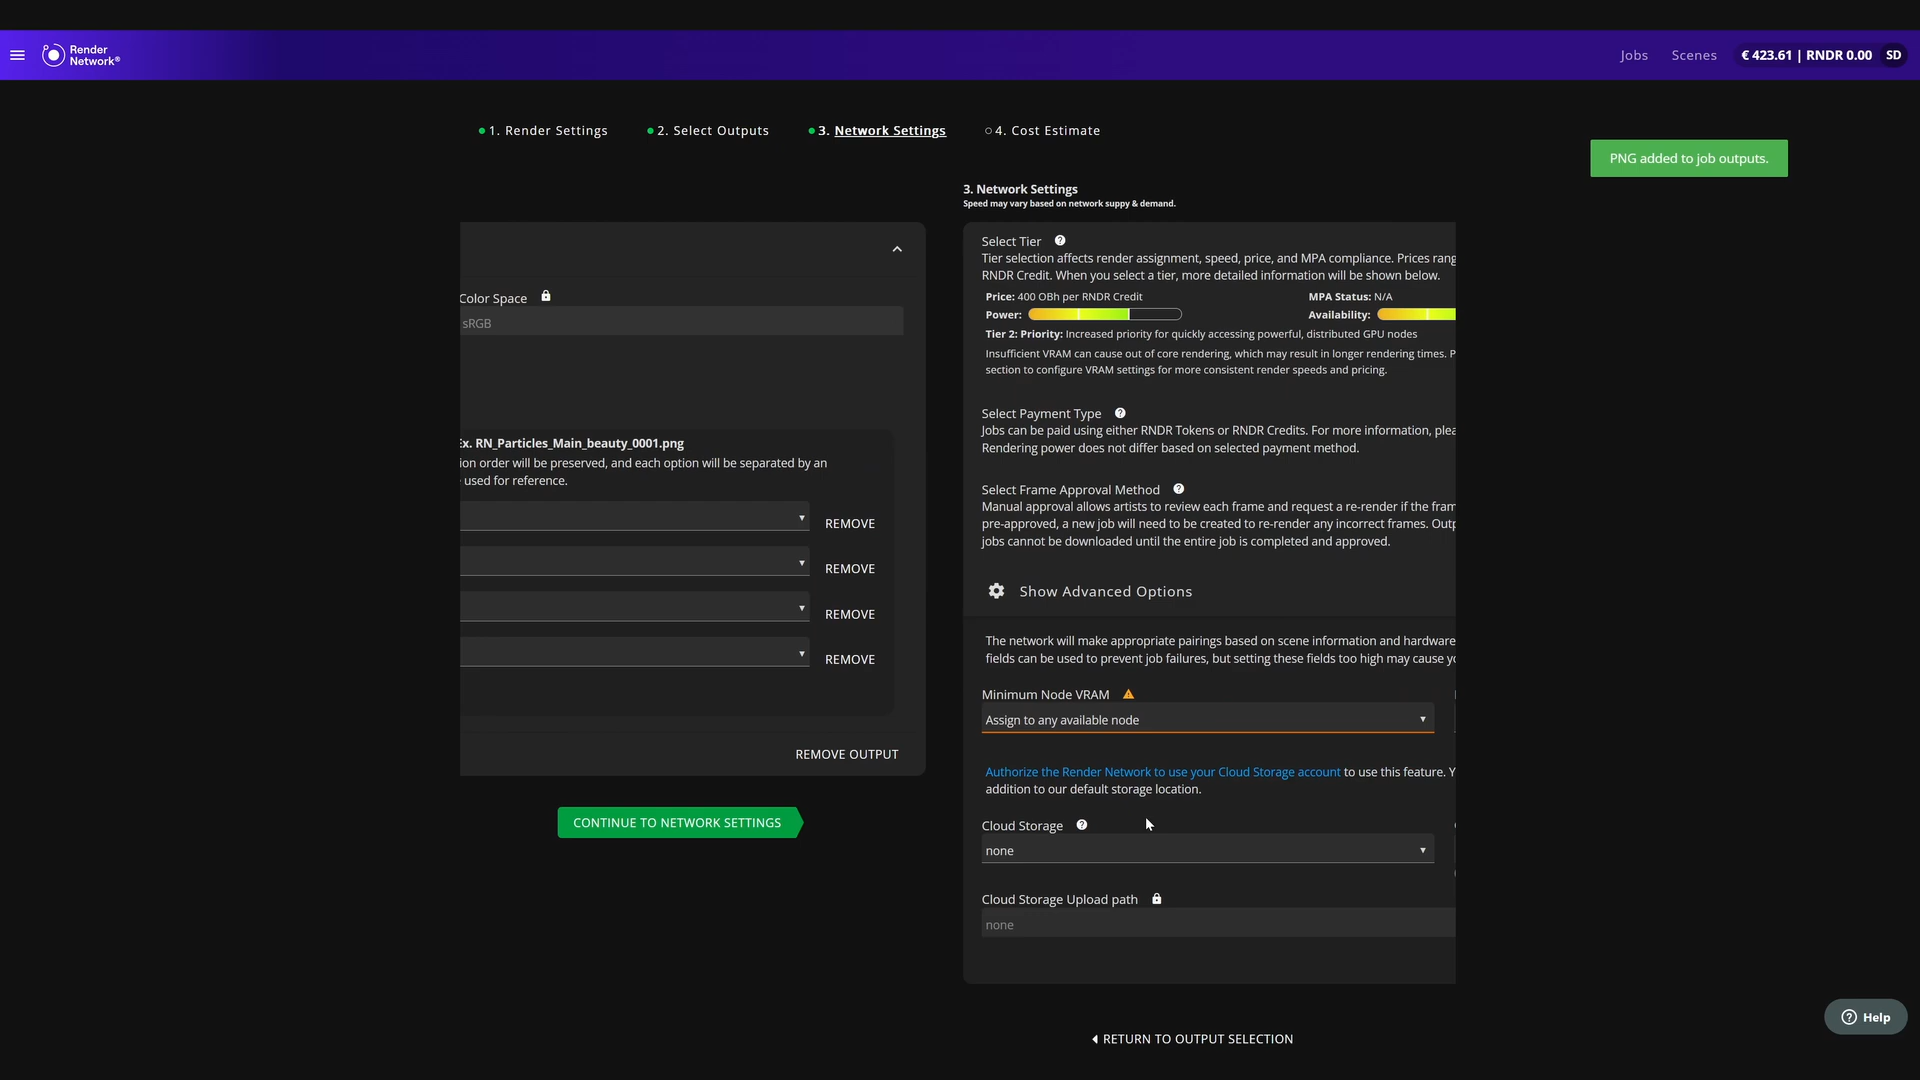 Render
Network®
Jobs
Scenes
€ 423.61 | RNDR 0.00
SD
1. Render Settings
2. Select Outputs
3. Network Settings
4. Cost Estimate
PNG added to job outputs.
3. Network Settings
Speed may vary based on network suppy & demand.
Color Space
sRGB
Ex. RN_Particles_Main_beauty_0001.png
ion order will be preserved, and each option will be separated by an
used for reference.
REMOVE
REMOVE
REMOVE
REMOVE
REMOVE OUTPUT
CONTINUE TO NETWORK SETTINGS
Select Tier
Tier selection affects render assignment, speed, price, and MPA compliance. Prices rang
RNDR Credit. When you select a tier, more detailed information will be shown below.
Price: 400 OBh per RNDR Credit
MPA Status: N/A
Power:
Availability:
Tier 2: Priority: Increased priority for quickly accessing powerful, distributed GPU nodes
Insufficient VRAM can cause out of core rendering, which may result in longer rendering times. P
section to configure VRAM settings for more consistent render speeds and pricing.
Select Payment Type
Jobs can be paid using either RNDR Tokens or RNDR Credits. For more information, plea
Rendering power does not differ based on selected payment method.
Select Frame Approval Method
Manual approval allows artists to review each frame and request a re-render if the fram
pre-approved, a new job will need to be created to re-render any incorrect frames. Outp
jobs cannot be downloaded until the entire job is completed and approved.
Show Advanced Options
The network will make appropriate pairings based on scene information and hardware
fields can be used to prevent job failures, but setting these fields too high may cause yo
Minimum Node VRAM
Assign to any available node
Authorize the Render Network to use your Cloud Storage account to use this feature. Y
addition to our default storage location.
Cloud Storage
none
Cloud Storage Upload path
none
RETURN TO OUTPUT SELECTION
Help